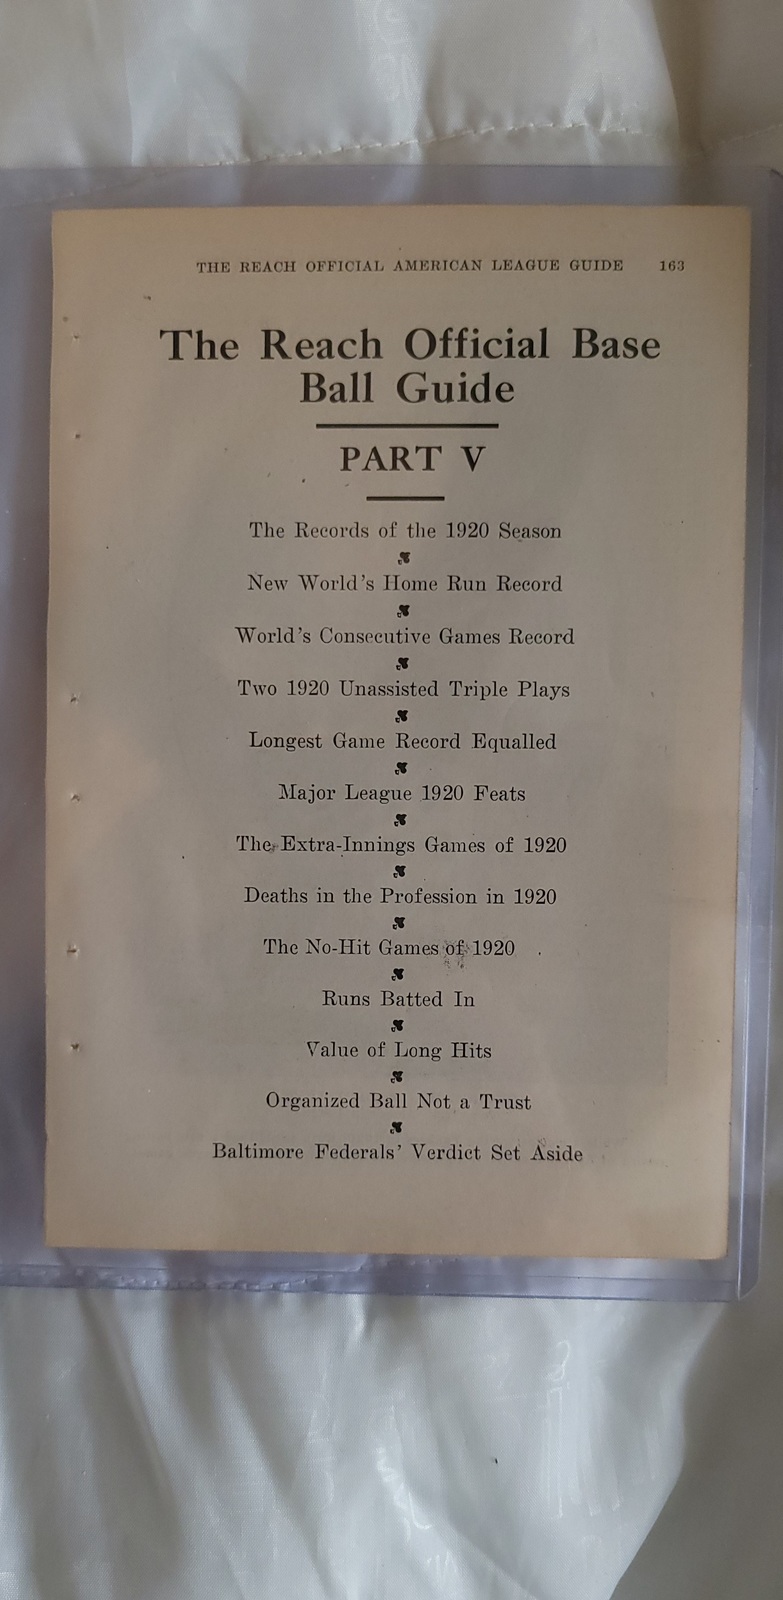 THE REACH OFFICIAL AMERICAN LEAGUE GUIDE 163
The Reach Official Base
Ball Guide
PART V
The Records of the 1920 Season
New World's Home Run Record
World's Consecutive Games Record
Two 1920 Unassisted Triple Plays
Longest Game Record Equalled
Major League 1920 Feats
The Extra-Innings Games of 1920
Deaths in the Profession in 1920
The No-Hit Games of 1920
Runs Batted In
Value of Long Hits
Organized Ball Not a Trust
Baltimore Federals' Verdict Set Aside